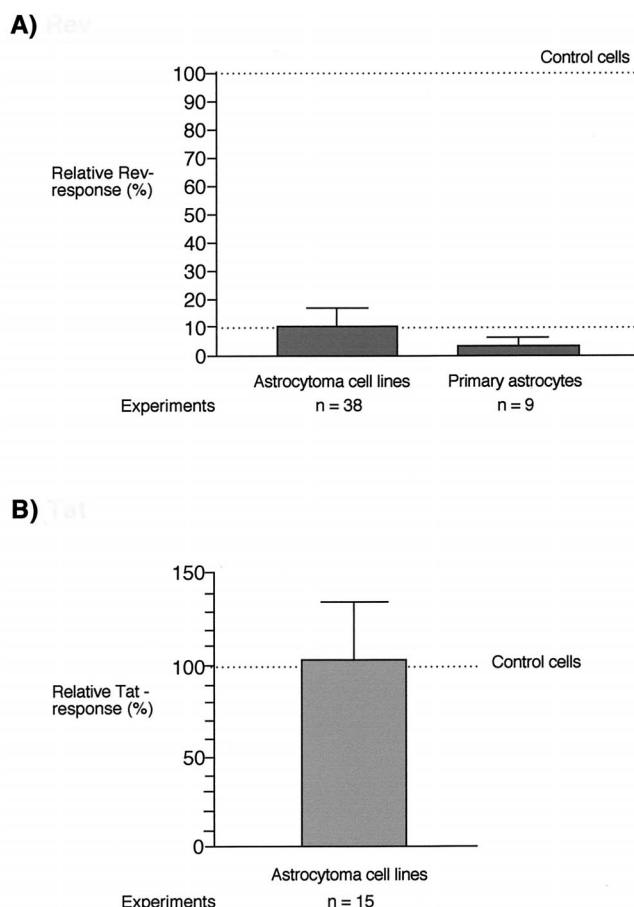 A) Rev
Control cells
100
90
80
70
Relative Rev-
response (%)
60
50
40
30
20
10
0
Astrocytoma cell lines Primary astrocytes
Experiments n = 38 n = 9
B) Tat
150
100
Control cells
Relative Tat -
response (%)
50
0
Astrocytoma cell lines
Experiments n = 15